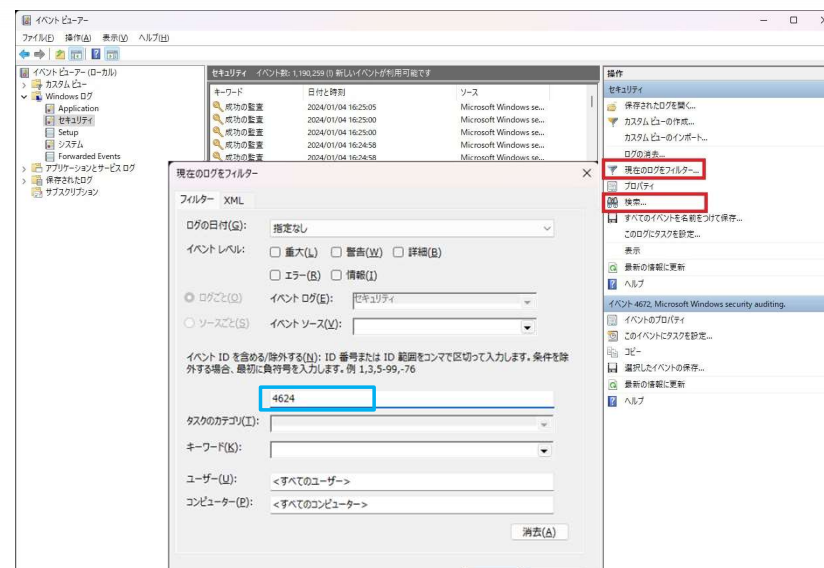 イベント ビューアー
ファイル(F) 操作(A) 表示(V) ヘルプ(H)
イベント ビューアー (ローカル)
カスタム ビュー
Windows ログ
Application
セキュリティ
Setup
システム
Forwarded Events
アプリケーションとサービス ログ
保存されたログ
サブスクリプション
セキュリティ イベント数: 1,190,259 (!) 新しいイベントが利用可能です
キーワード 日付と時刻 ソース
成功の監査 2024/01/04 16:25:05 Microsoft Windows se...
成功の監査 2024/01/04 16:25:00 Microsoft Windows se...
成功の監査 2024/01/04 16:25:00 Microsoft Windows se...
成功の監査 2024/01/04 16:24:58 Microsoft Windows se...
成功の監査 2024/01/04 16:24:58 Microsoft Windows se...
現在のログをフィルター
フィルター XML
ログの日付(G): 指定なし
イベント レベル: 重大(L) 警告(W) 詳細(B)
エラー(R) 情報(I)
ログごと(O) イベント ログ(E): セキュリティ
ソースごと(S) イベント ソース(V):
イベント ID を含める/除外する(N): ID 番号または ID 範囲をコンマで区切って入力します。条件を除
外する場合、最初に負符号を入力します。例 1,3,5-99,-76
4624
タスクのカテゴリ(T):
キーワード(K):
ユーザー(U): <すべてのユーザー>
コンピューター(P): <すべてのコンピューター>
消去(A)
操作
セキュリティ
保存されたログを開く...
カスタム ビューの作成...
カスタム ビューのインポート...
ログの消去...
現在のログをフィルター...
プロパティ
検索...
すべてのイベントを名前をつけて保存...
このログにタスクを設定...
表示
最新の情報に更新
ヘルプ
イベント 4672, Microsoft Windows security auditing.
イベントのプロパティ
このイベントにタスクを設定...
コピー
選択したイベントの保存...
最新の情報に更新
ヘルプ